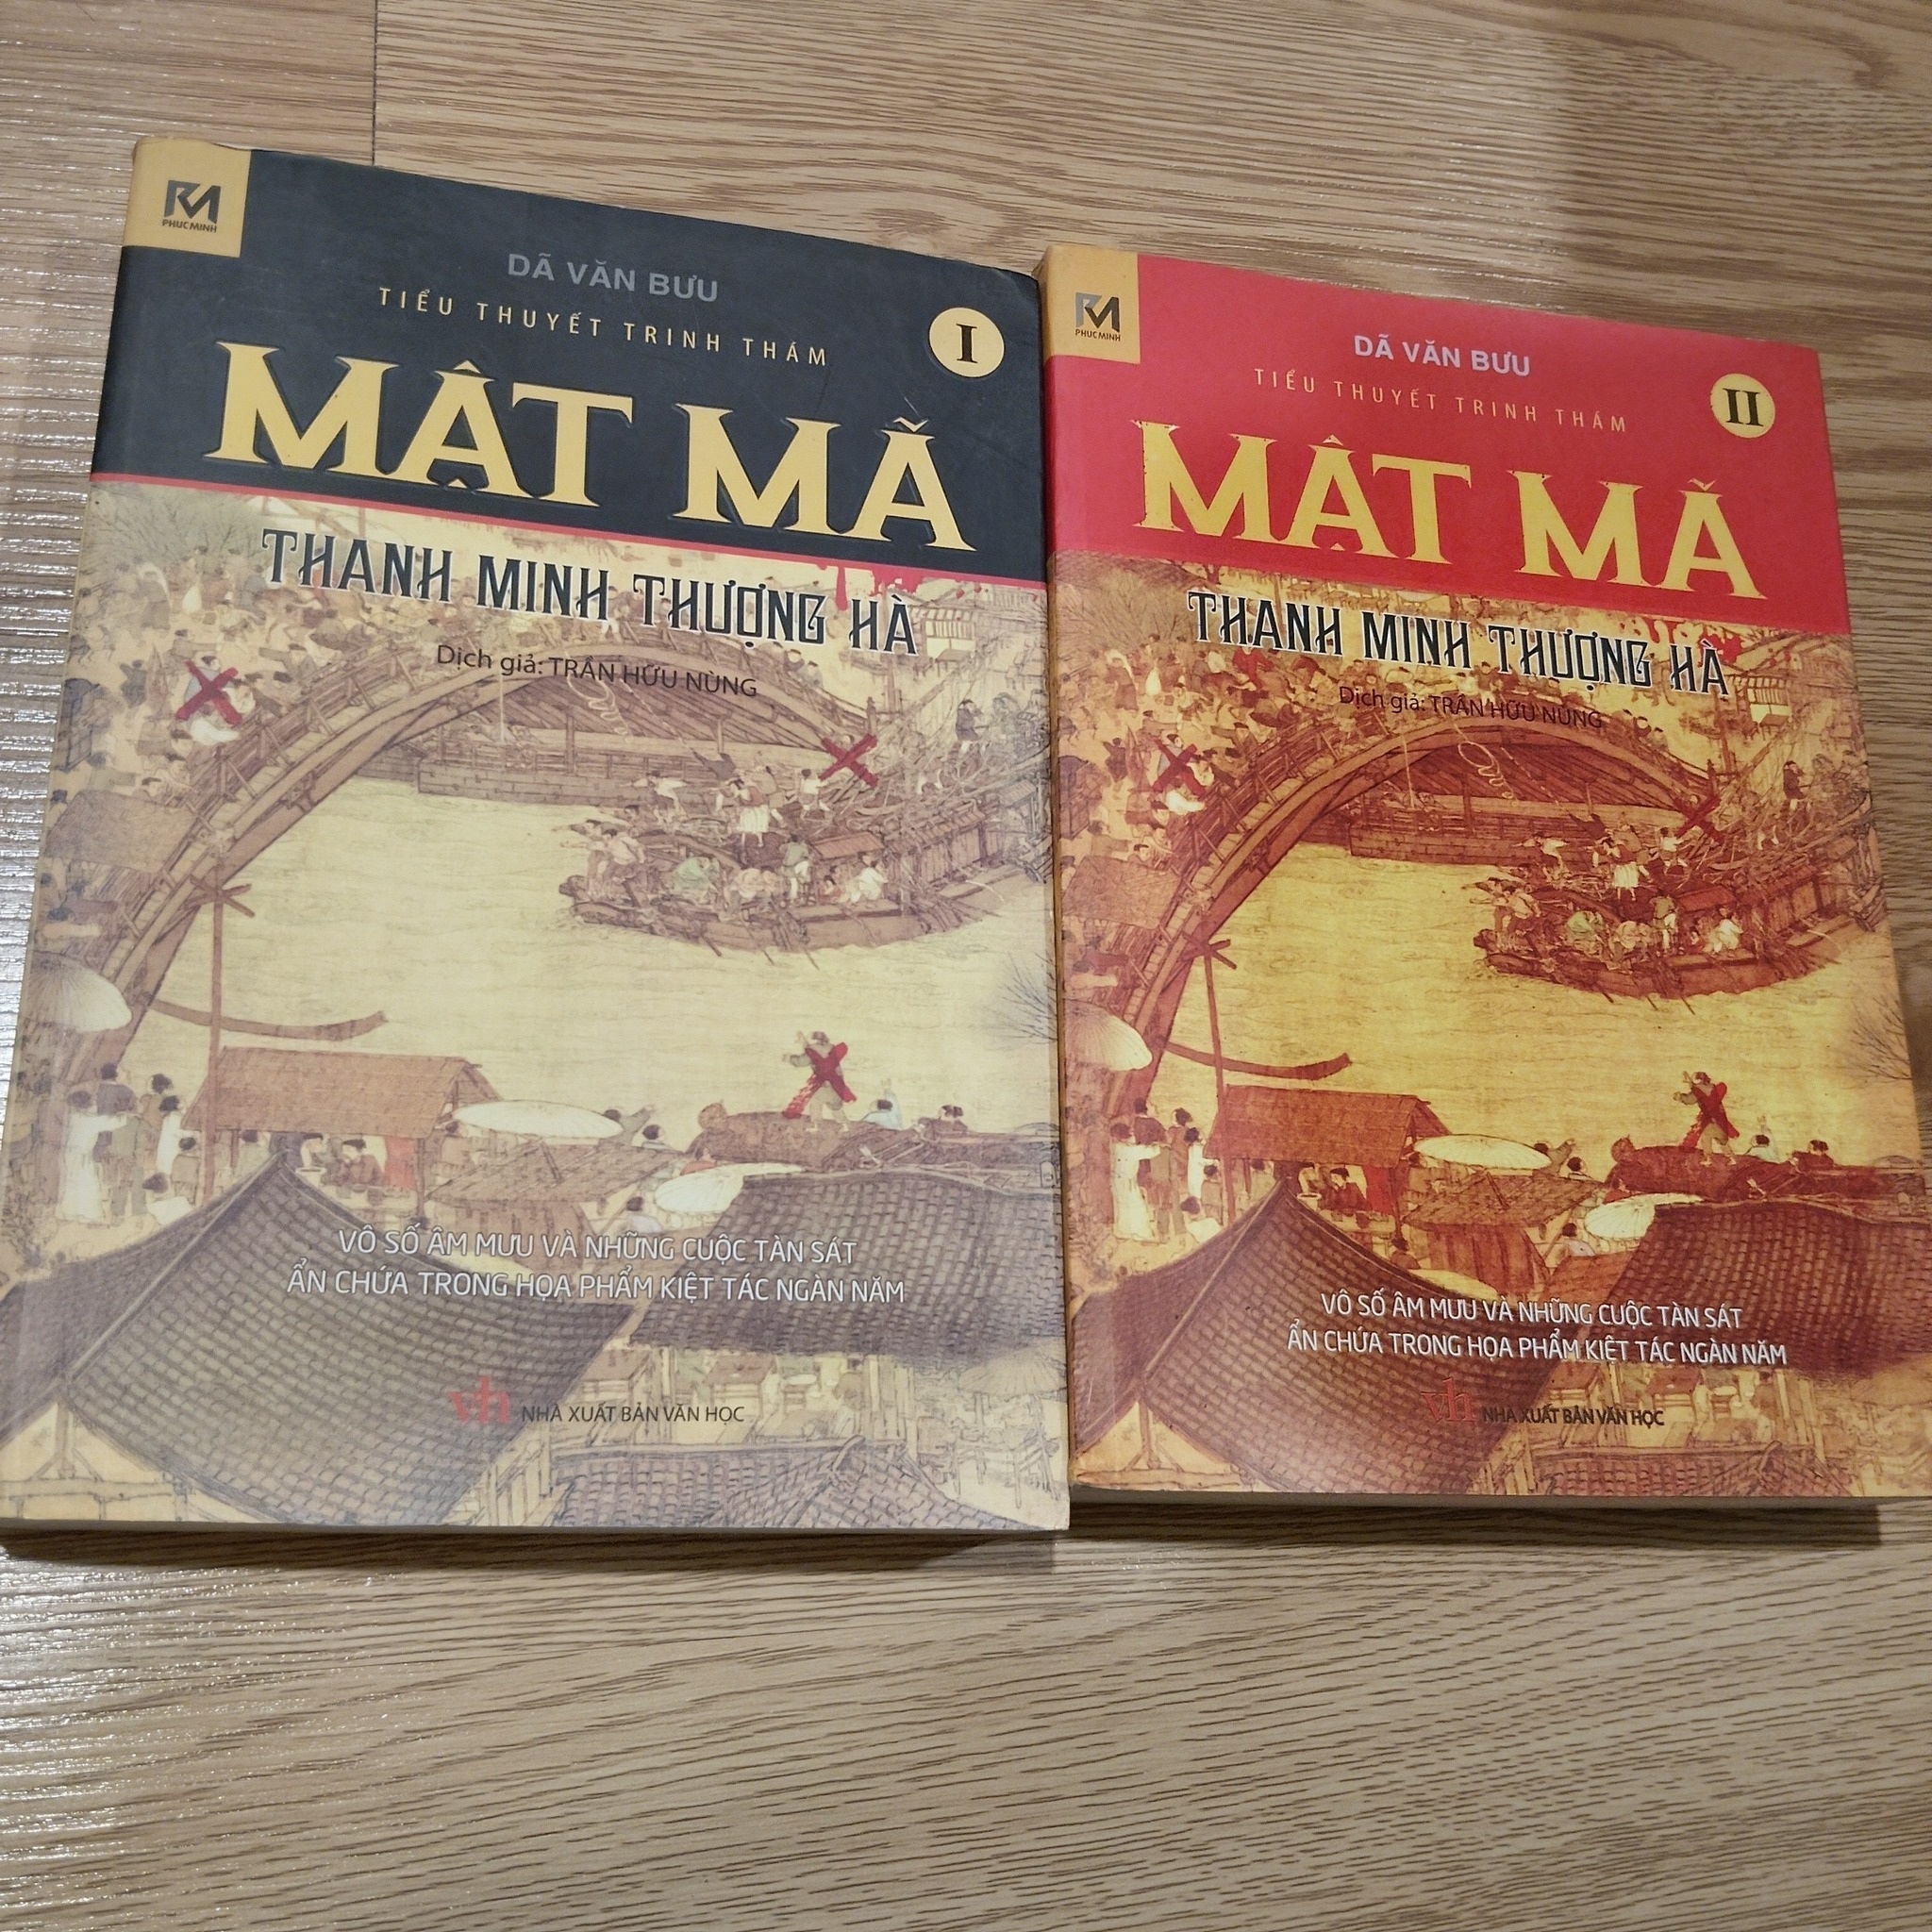 PHUCMINH
DÃ VĂN BƯU
TIỂU THUYẾT TRINH THÁM
I
MẬT MÃ
THANH MINH THƯỢNG HÀ
Dịch giả: TRẦN HỮU NÙNG
VÔ SỐ ÂM MƯU VÀ NHỮNG CUỘC TÀN SÁT
ẨN CHỨA TRONG HỌA PHẨM KIỆT TÁC NGÀN NĂM
vh NHÀ XUẤT BẢN VĂN HỌC
PHUCMINH
DÃ VĂN BƯU
TIỂU THUYẾT TRINH THÁM
II
MẬT MÃ
THANH MINH THƯỢNG HÀ
Dịch giả: TRẦN HỮU NÙNG
VÔ SỐ ÂM MƯU VÀ NHỮNG CUỘC TÀN SÁT
ẨN CHỨA TRONG HỌA PHẨM KIỆT TÁC NGÀN NĂM
vh NHÀ XUẤT BẢN VĂN HỌC